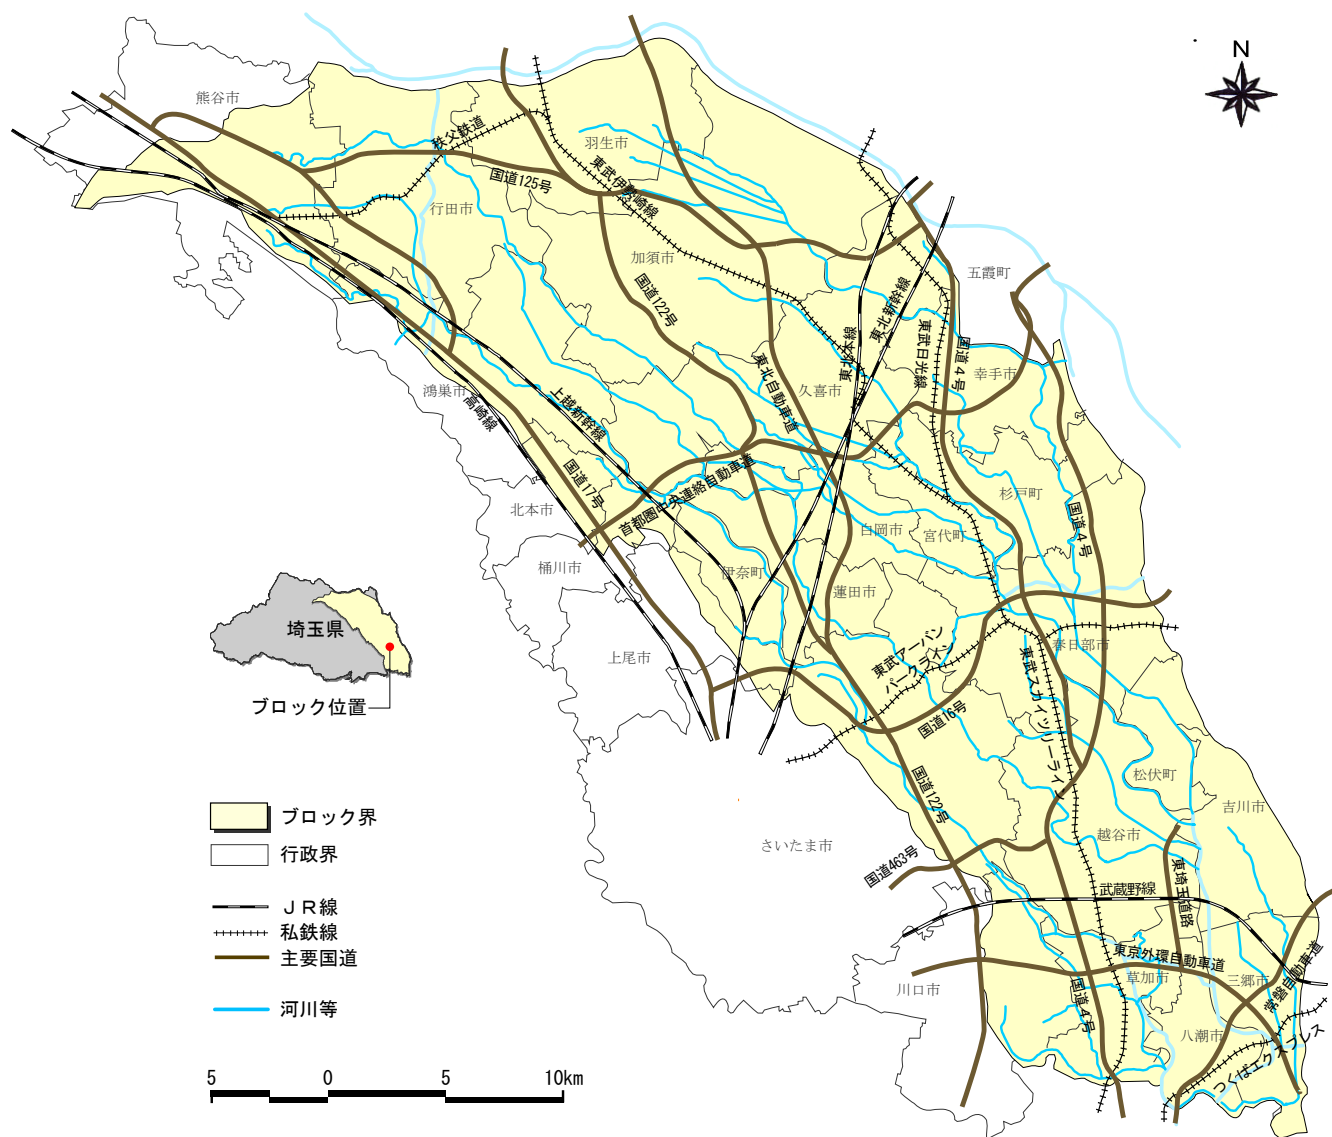 N
熊谷市
秩父鉄道
羽生市
国道125号
東武伊勢崎線
行田市
加須市
五霞町
国道122号
東北新幹線
東北本線
東武日光線
国道4号
幸手市
東北自動車道
久喜市
鴻巣市
高崎線
上越新幹線
国道17号
首都圏中央連絡自動車道
北本市
杉戸町
国道4号
白岡市
宮代町
桶川市
伊奈町
蓮田市
埼玉県
ブロック位置
上尾市
東武アーバン
パークライン
春日部市
東武スカイツリーライン
国道16号
松伏町
国道122号
吉川市
越谷市
さいたま市
国道463号
東埼玉道路
武蔵野線
東京外環自動車道
草加市
三郷市
常磐自動車道
川口市
国道4号
八潮市
つくばエクスプレス
ブロック界
行政界
JR線
私鉄線
主要国道
河川等
5 0 5 10km